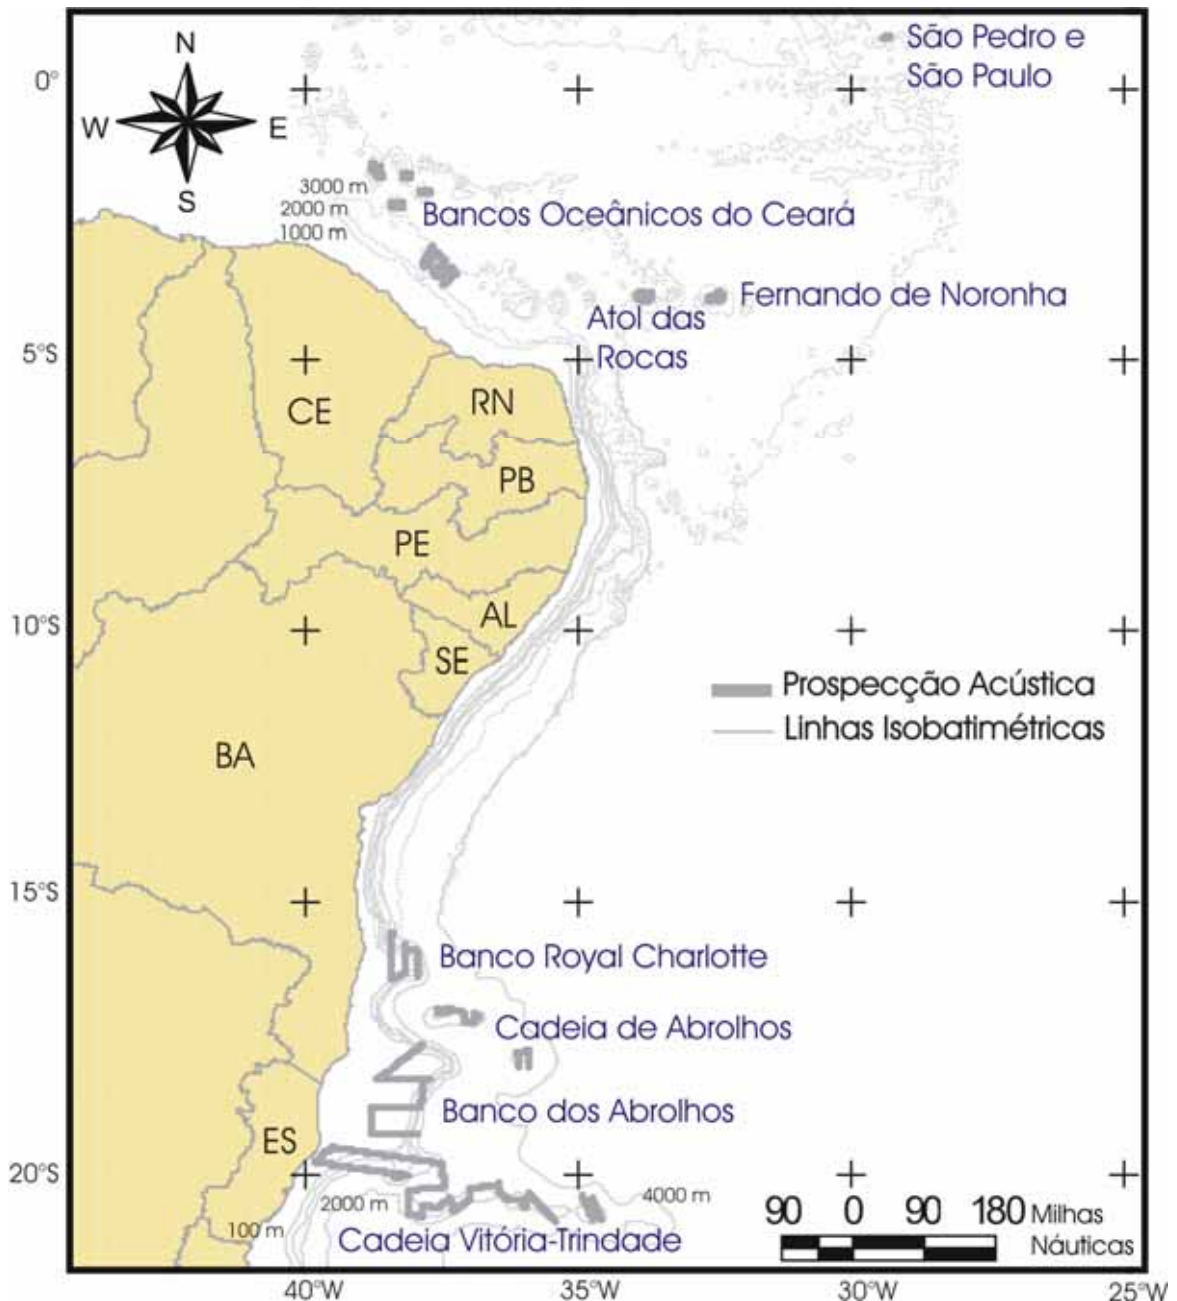 São Pedro e
São Paulo
N
W E
S
0°
3000 m
2000 m
1000 m
Bancos Oceânicos do Ceará
Fernando de Noronha
Atol das
Rocas
5°S
CE
RN
PB
PE
AL
10°S
SE
Prospecção Acústica
Linhas Isobatimétricas
BA
15°S
Banco Royal Charlotte
Cadeia de Abrolhos
Banco dos Abrolhos
ES
20°S
2000 m
4000 m
100 m
Cadeia Vitória-Trindade
90 0 90 180 Milhas
Náuticas
40°W 35°W 30°W 25°W